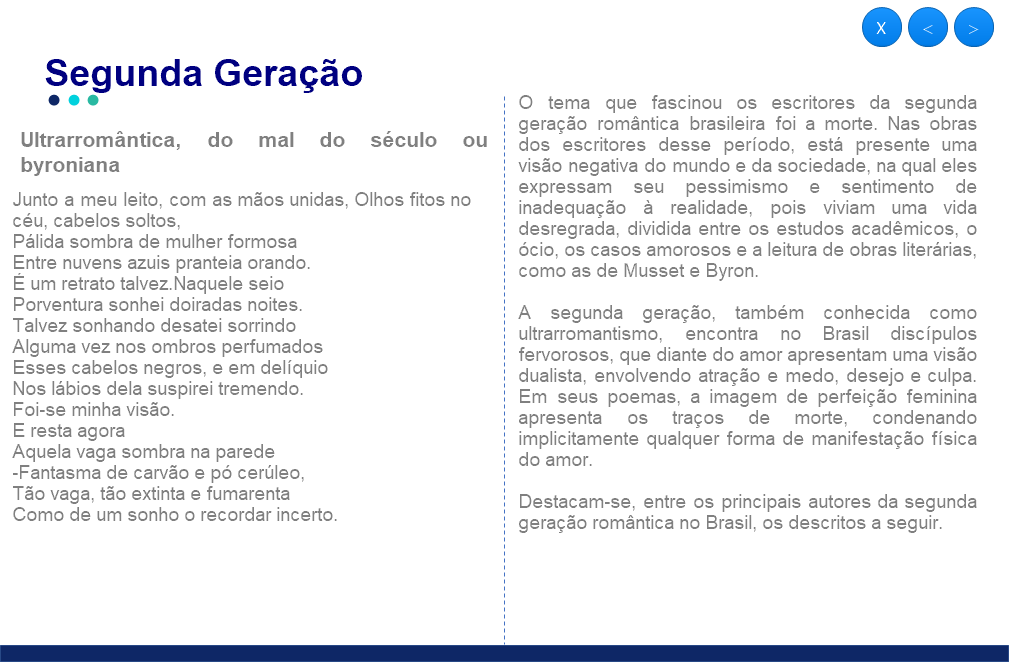 X < >
Segunda Geração
Ultrarromântica, do mal do século ou
byroniana
Junto a meu leito, com as mãos unidas, Olhos fitos no
céu, cabelos soltos,
Pálida sombra de mulher formosa
Entre nuvens azuis pranteia orando.
É um retrato talvez.Naquele seio
Porventura sonhei doiradas noites.
Talvez sonhando desatei sorrindo
Alguma vez nos ombros perfumados
Esses cabelos negros, e em delíquio
Nos lábios dela suspirei tremendo.
Foi-se minha visão.
E resta agora
Aquela vaga sombra na parede
-Fantasma de carvão e pó cerúleo,
Tão vaga, tão extinta e fumarenta
Como de um sonho o recordar incerto.
O tema que fascinou os escritores da segunda
geração romântica brasileira foi a morte. Nas obras
dos escritores desse período, está presente uma
visão negativa do mundo e da sociedade, na qual eles
expressam seu pessimismo e sentimento de
inadequação à realidade, pois viviam uma vida
desregrada, dividida entre os estudos acadêmicos, o
ócio, os casos amorosos e a leitura de obras literárias,
como as de Musset e Byron.
A segunda geração, também conhecida como
ultrarromantismo, encontra no Brasil discípulos
fervorosos, que diante do amor apresentam uma visão
dualista, envolvendo atração e medo, desejo e culpa.
Em seus poemas, a imagem de perfeição feminina
apresenta os traços de morte, condenando
implicitamente qualquer forma de manifestação física
do amor.
Destacam-se, entre os principais autores da segunda
geração romântica no Brasil, os descritos a seguir.